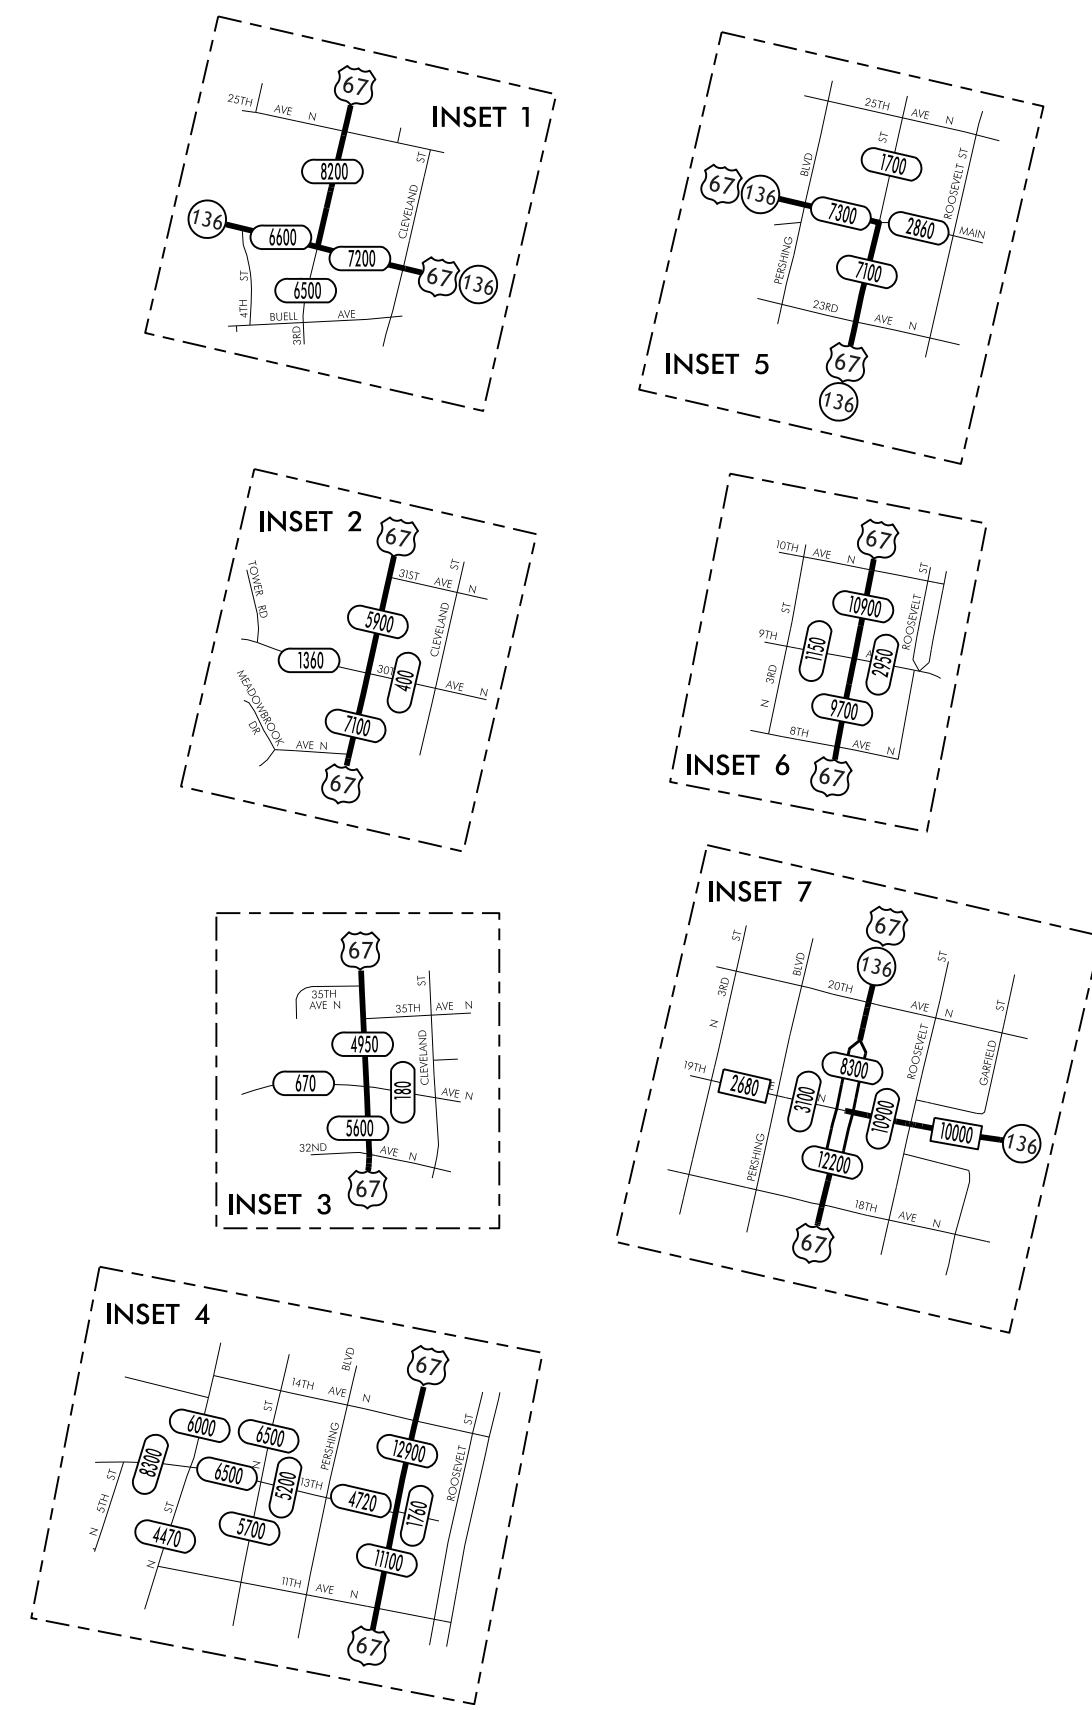 INSET 1
67
25TH AVE N
8200
ST
CLEVELAND
136
6600
7200
67
136
4TH ST
6500
BUELL AVE
3RD
INSET 5
25TH AVE N
ST
1700
BLVD
ROOSEVELT ST
67
136
7300
2860
MAIN
PERSHING
7100
23RD AVE N
67
136
INSET 2
67
31ST AVE N
ST
TOWER RD
5900
CLEVELAND
1360
400
AVE N
MEADOWBROOK DR
7100
AVE N
67
INSET 6
67
10TH AVE N
ST
ST
10900
ROOSEVELT
9TH
1150
2950
N 3RD
9700
8TH AVE N
67
INSET 3
67
35TH
AVE N
35TH AVE N
ST
4950
CLEVELAND
670
180
AVE N
5600
32ND AVE N
67
INSET 7
67
136
ST
BLVD
ST
20TH AVE N
N 3RD
ST
ROOSEVELT
GARFIELD
8300
19TH
2680
3100
N
10900
10000
136
PERSHING
12200
18TH AVE N
67
INSET 4
67
BLVD
14TH AVE N
ST
ST
6000
6500
PERSHING
12900
ROOSEVELT
8300
6500
N
5200
13TH
4720
1760
N 5TH ST
ST
4470
5700
11100
N
11TH AVE N
67